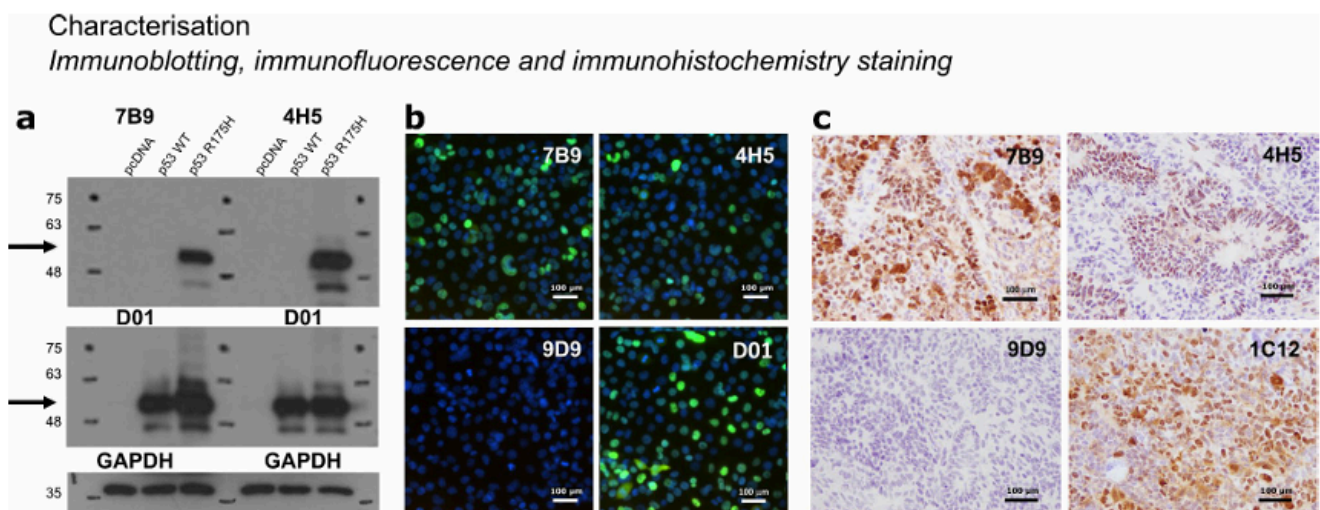 Characterisation
Immunoblotting, immunofluorescence and immunohistochemistry staining
a
7B9
4H5
pcDNA
p53 WT
p53 R175H
pcDNA
p53 WT
p53 R175H
75
63
48
D01
D01
75
63
48
GAPDH
GAPDH
35
b
7B9
100 μm
4H5
100 μm
9D9
100 μm
D01
100 μm
c
7B9
100 μm
4H5
100 μm
9D9
100 μm
1C12
100 μm